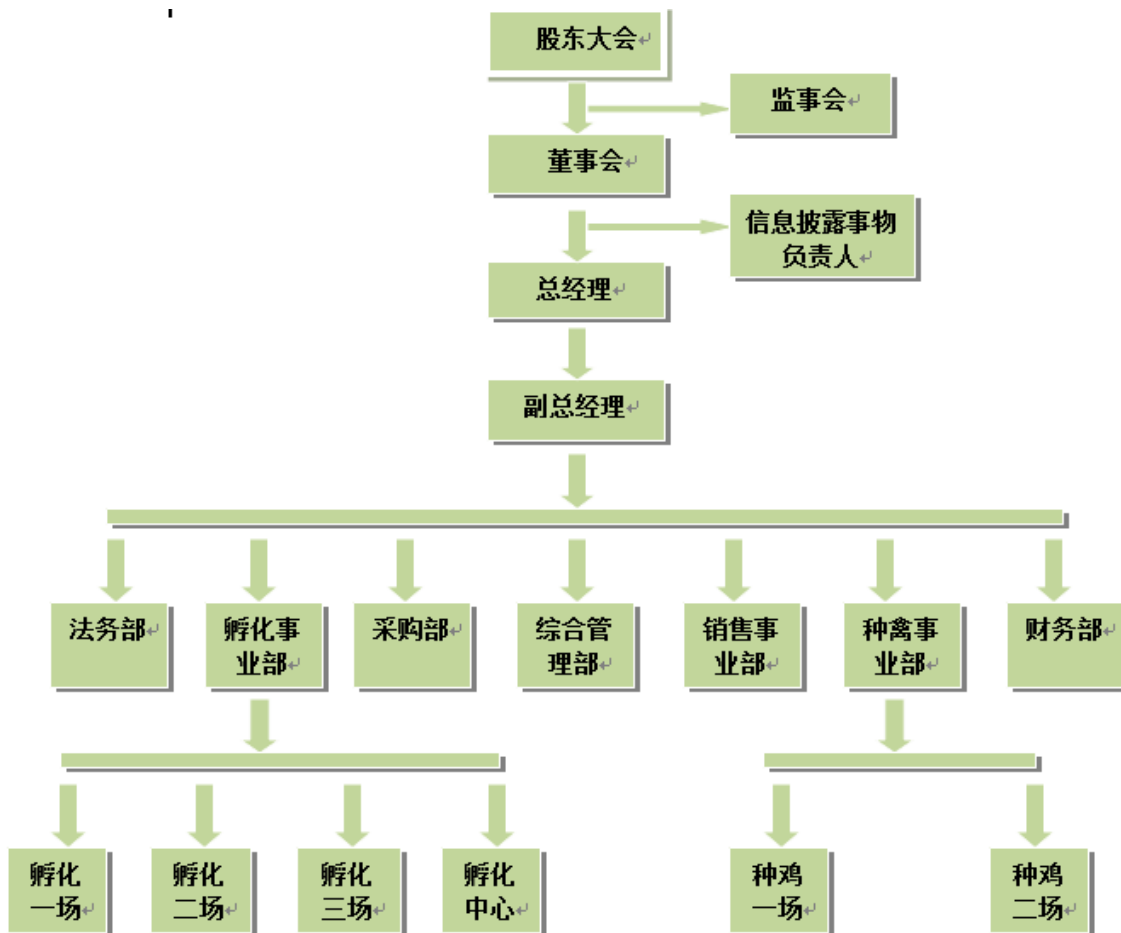 股东大会
监事会
董事会
信息披露事物
负责人
总经理
副总经理
法务部
孵化事
业部
采购部
综合管
理部
销售事
业部
种禽事
业部
财务部
孵化
一场
孵化
二场
孵化
三场
孵化
中心
种鸡
一场
种鸡
二场